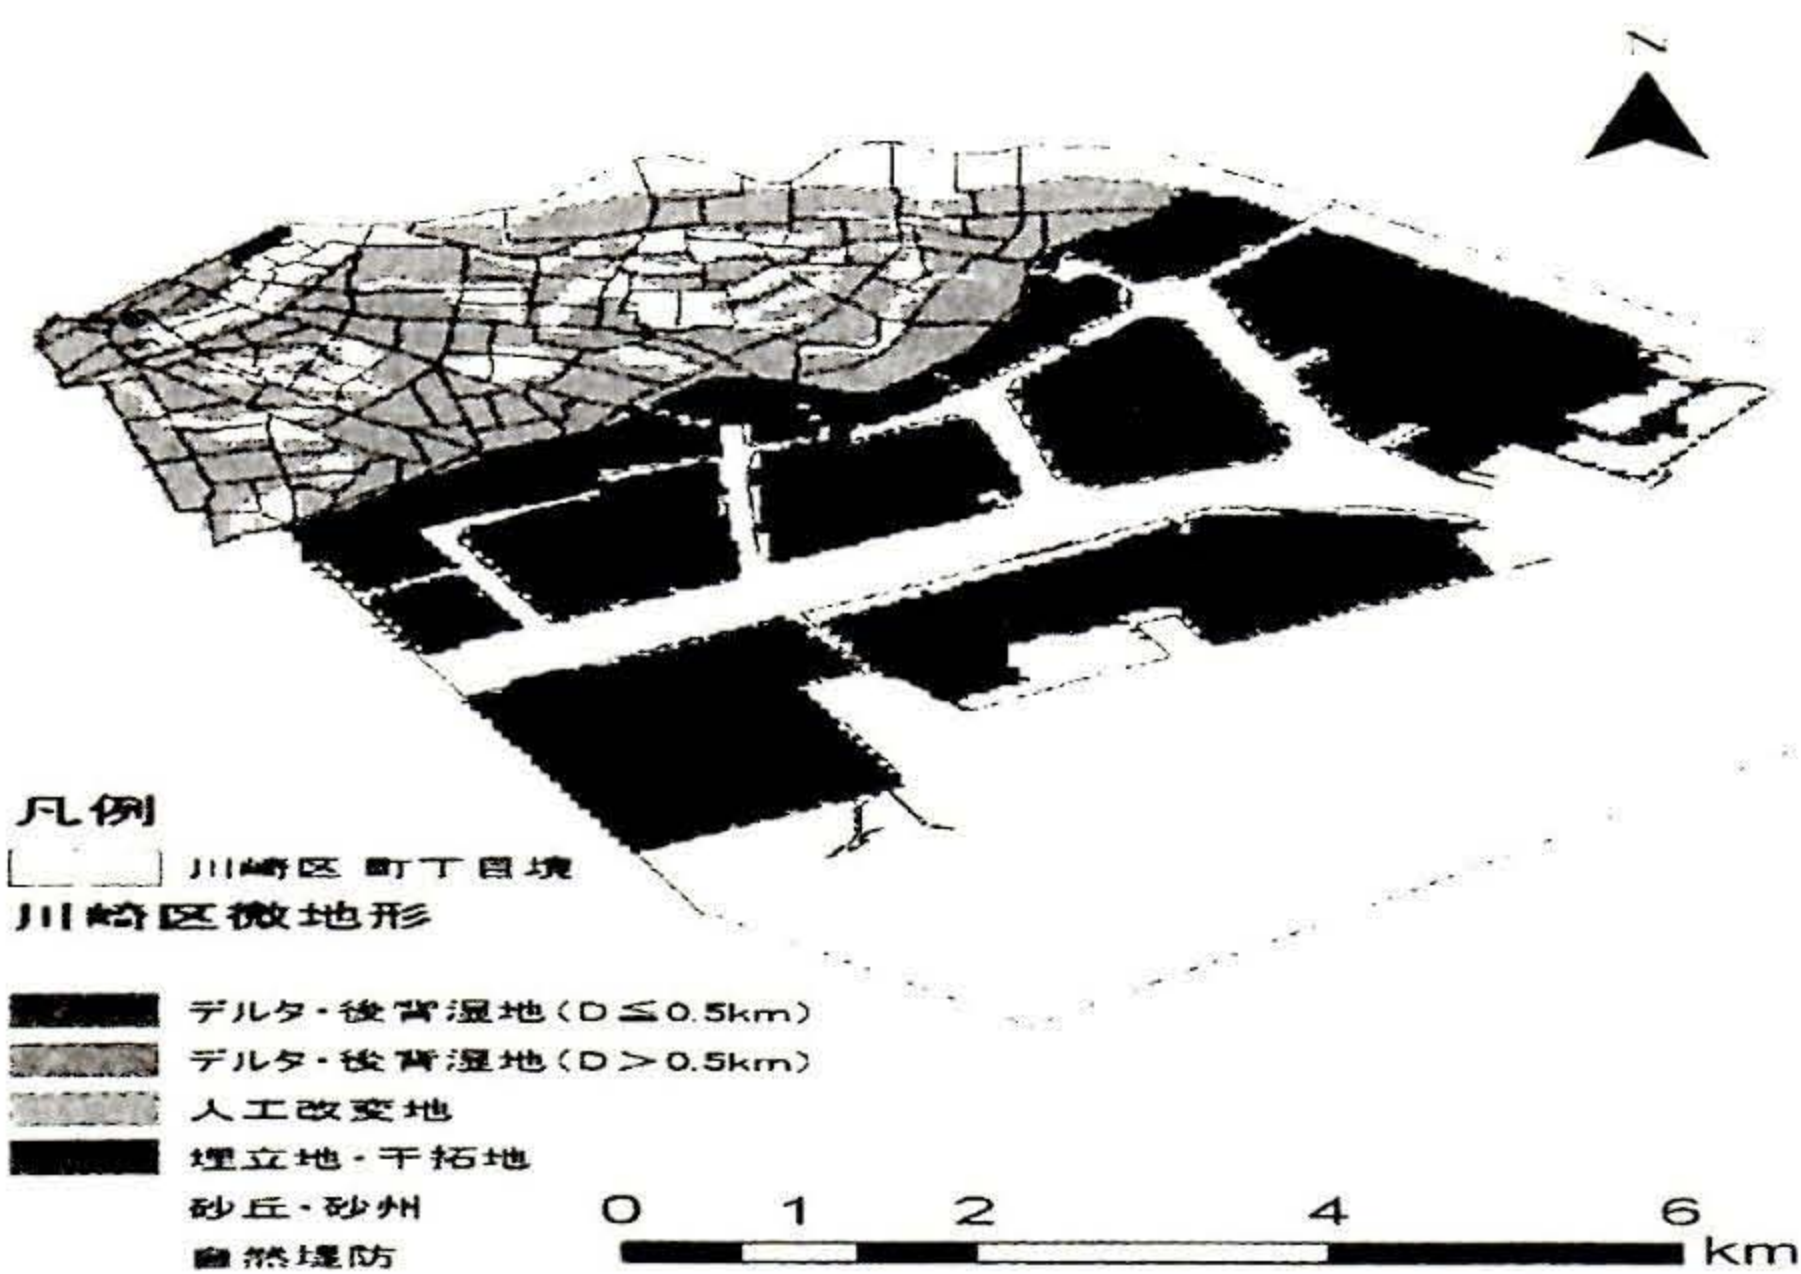 N
凡例
川崎区 町丁目境
川崎区微地形
デルタ・後背湿地(D≦0.5km)
デルタ・後背湿地(D>0.5km)
人工改変地
埋立地・干拓地
砂丘・砂州
自然堤防
0 1 2 4 6
km